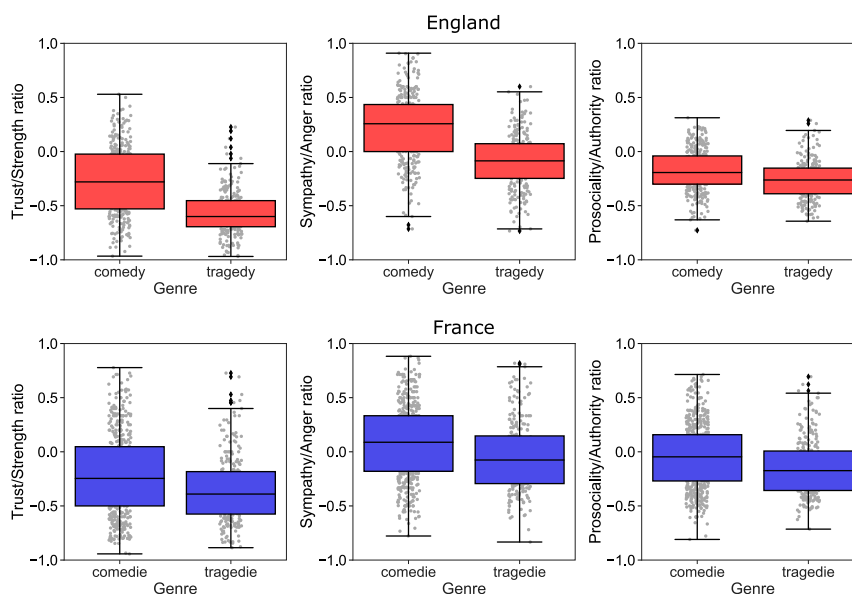 England
Trust/Strength ratio
1.0
0.5
0.0
−0.5
−1.0
comedy tragedy
Genre
Sympathy/Anger ratio
1.0
0.5
0.0
−0.5
−1.0
comedy tragedy
Genre
Prosociality/Authority ratio
1.0
0.5
0.0
−0.5
−1.0
comedy tragedy
Genre
France
Trust/Strength ratio
1.0
0.5
0.0
−0.5
−1.0
comedie tragedie
Genre
Sympathy/Anger ratio
1.0
0.5
0.0
−0.5
−1.0
comedie tragedie
Genre
Prosociality/Authority ratio
1.0
0.5
0.0
−0.5
−1.0
comedie tragedie
Genre